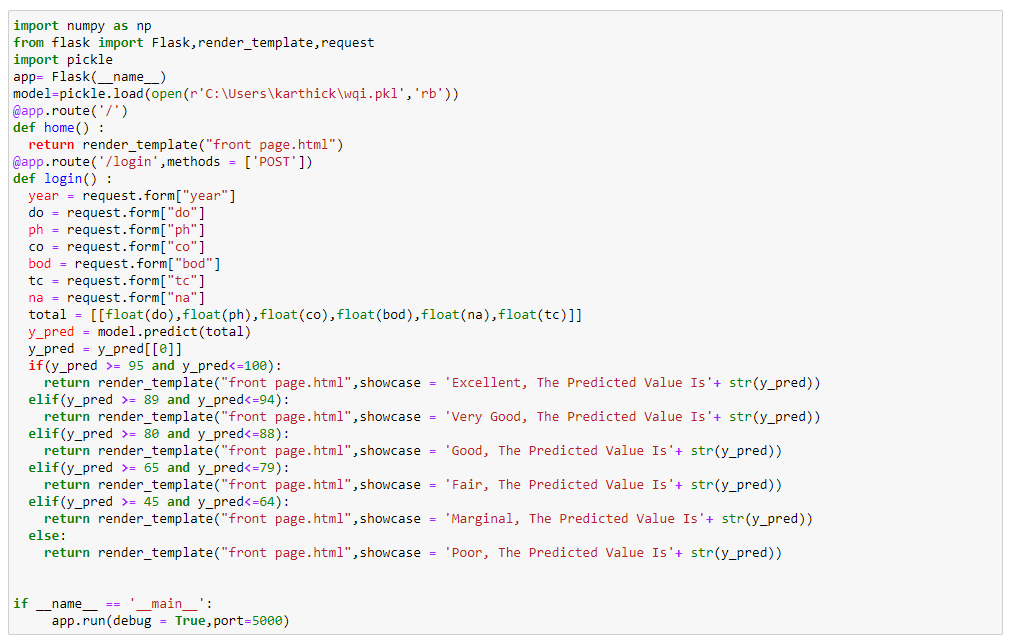 import numpy as np
from flask import Flask,render_template,request
import pickle
app= Flask(__name__)
model=pickle.load(open(r'C:\Users\karthick\wqi.pkl','rb'))
@app.route('/')
def home() :
  return render_template("front page.html")
@app.route('/login',methods = ['POST'])
def login() :
  year = request.form["year"]
  do = request.form["do"]
  ph = request.form["ph"]
  co = request.form["co"]
  bod = request.form["bod"]
  tc = request.form["tc"]
  na = request.form["na"]
  total = [[float(do),float(ph),float(co),float(bod),float(na),float(tc)]]
  y_pred = model.predict(total)
  y_pred = y_pred[[0]]
  if(y_pred >= 95 and y_pred<=100):
    return render_template("front page.html",showcase = 'Excellent, The Predicted Value Is'+ str(y_pred))
  elif(y_pred >= 89 and y_pred<=94):
    return render_template("front page.html",showcase = 'Very Good, The Predicted Value Is'+ str(y_pred))
  elif(y_pred >= 80 and y_pred<=88):
    return render_template("front page.html",showcase = 'Good, The Predicted Value Is'+ str(y_pred))
  elif(y_pred >= 65 and y_pred<=79):
    return render_template("front page.html",showcase = 'Fair, The Predicted Value Is'+ str(y_pred))
  elif(y_pred >= 45 and y_pred<=64):
    return render_template("front page.html",showcase = 'Marginal, The Predicted Value Is'+ str(y_pred))
  else:
    return render_template("front page.html",showcase = 'Poor, The Predicted Value Is'+ str(y_pred))
if __name__ == '__main__':
     app.run(debug = True,port=5000)